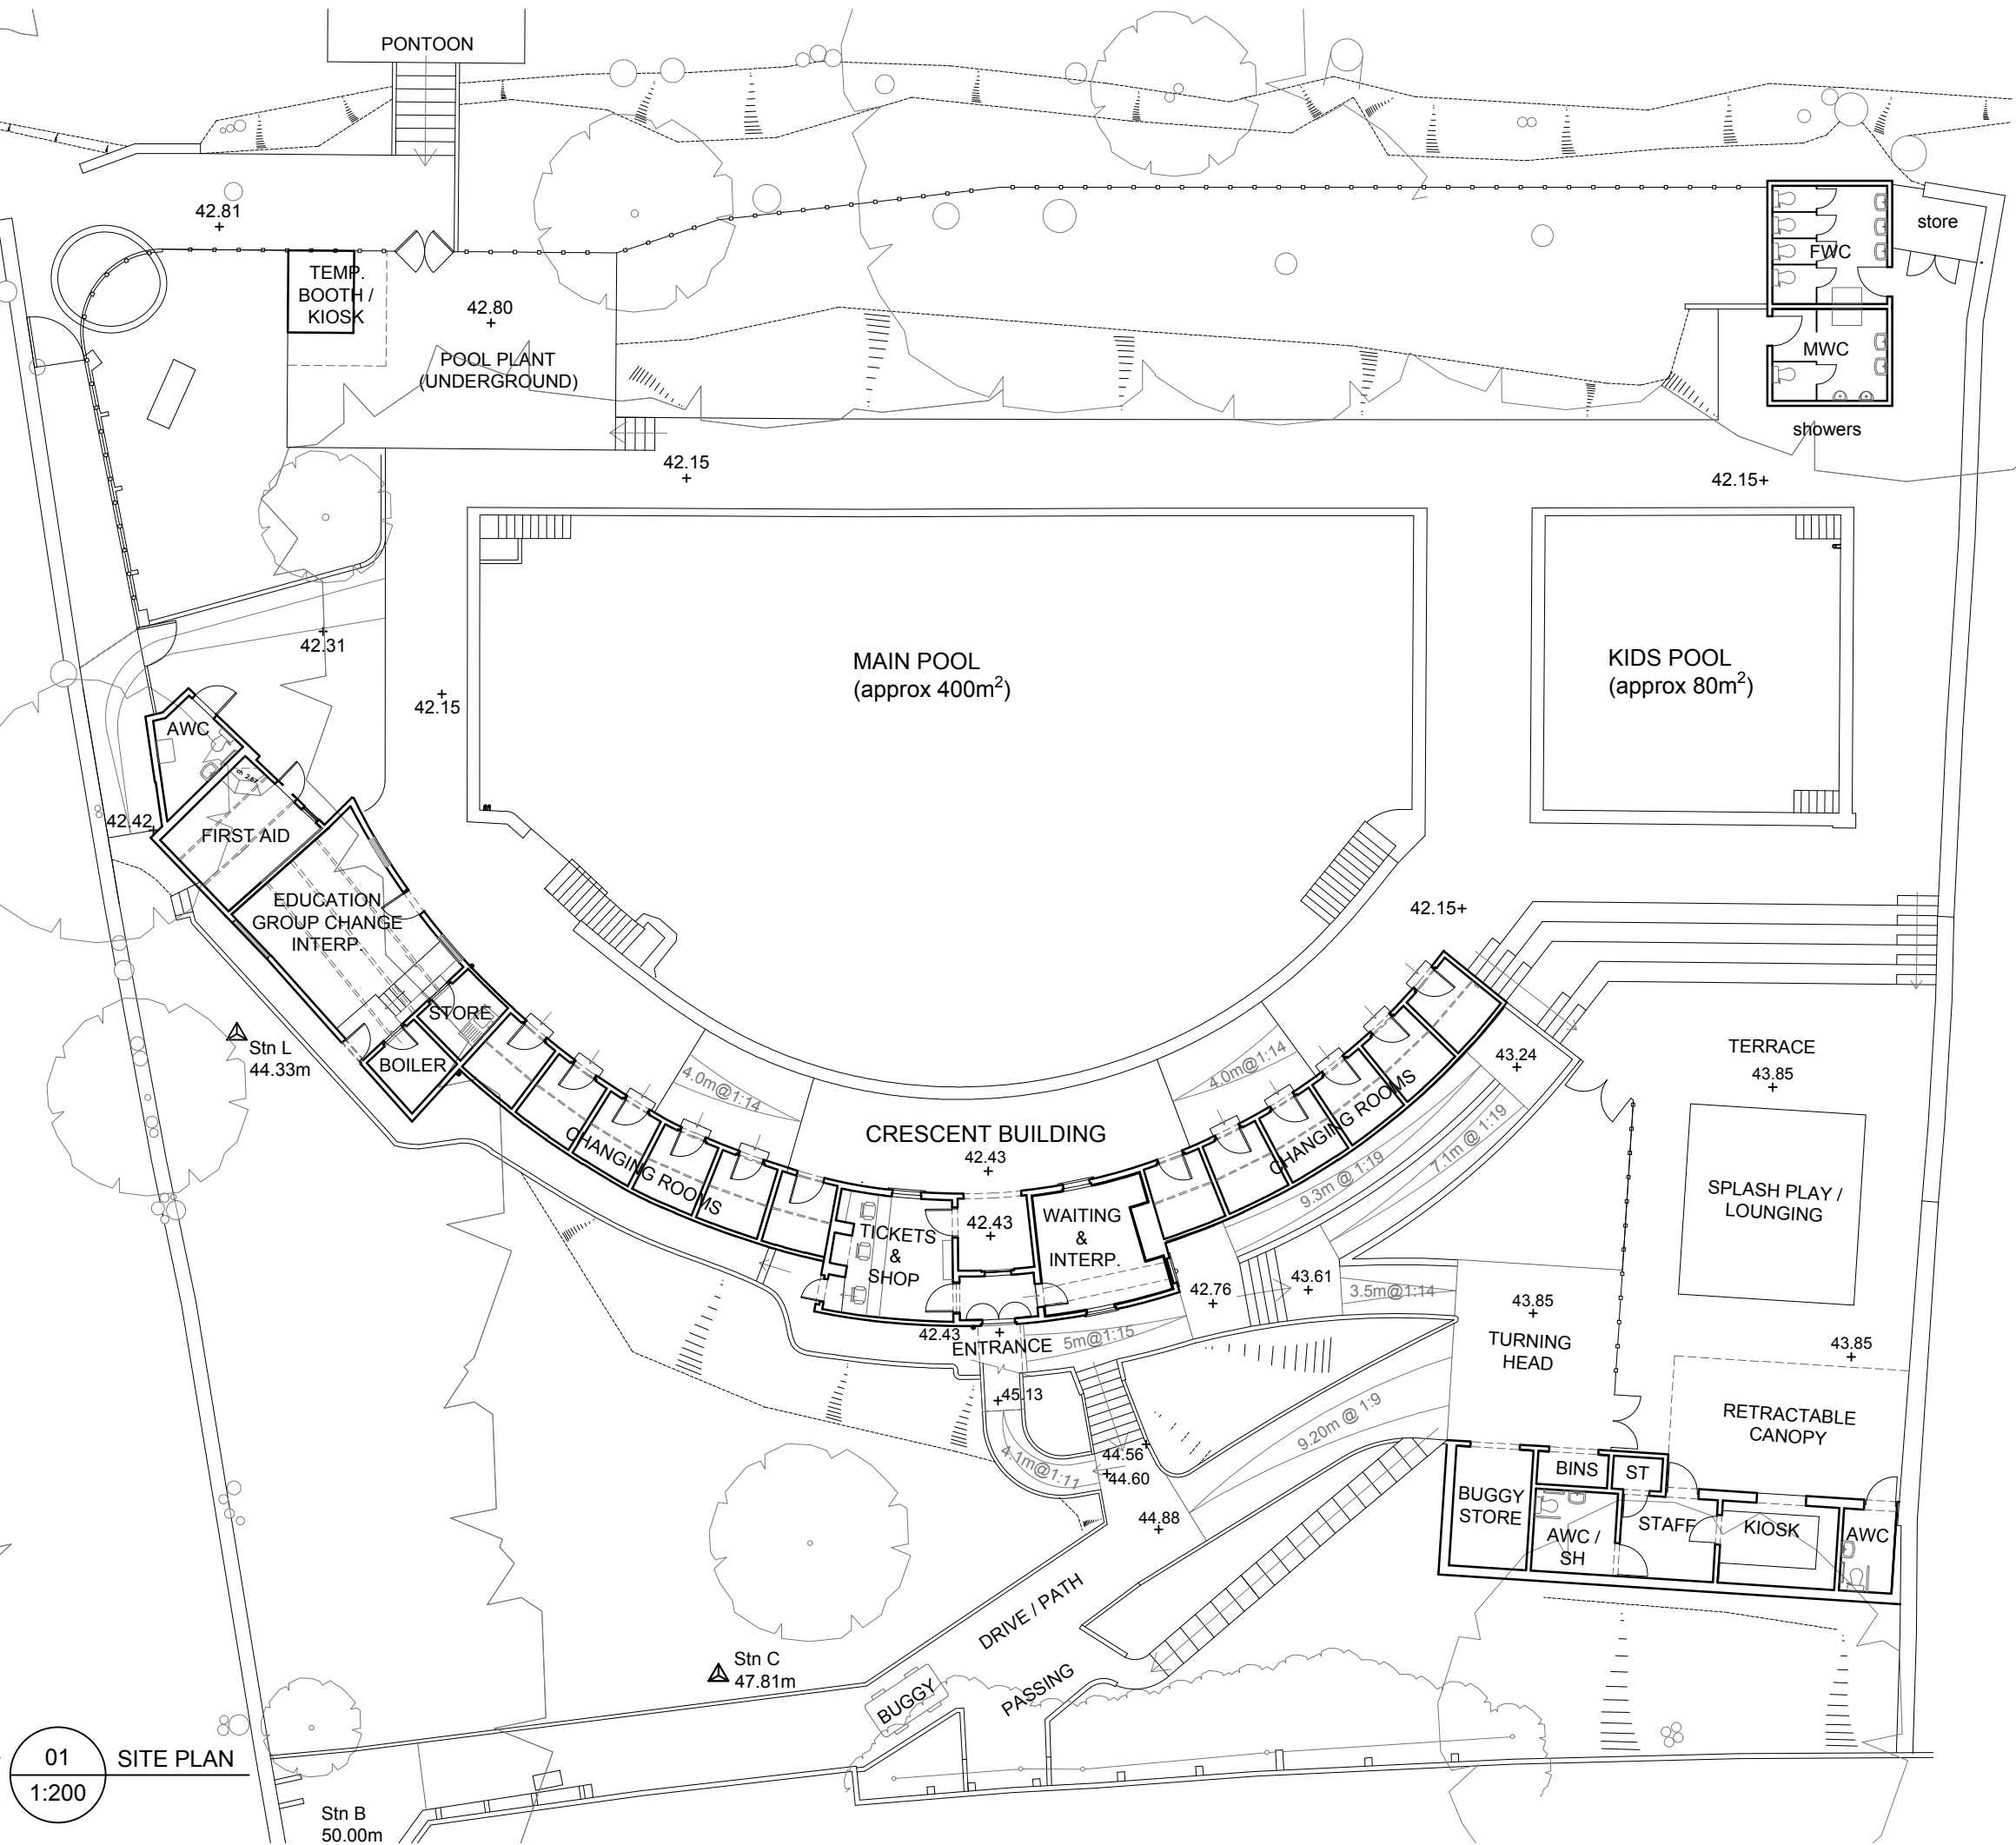 PONTOON
42.81
+
TEMP.
BOOTH /
KIOSK
42.80
+
POOL PLANT
(UNDERGROUND)
store
FWC
MWC
showers
42.15
+
42.15+
42.31
+
42.15
+
MAIN POOL
(approx 400m²)
KIDS POOL
(approx 80m²)
AWC
42.42
+
FIRST AID
EDUCATION
GROUP CHANGE
INTERP.
42.15+
STORE
BOILER
Stn L
44.33m
4.0m@1:14
4.0m@1:14
CHANGING ROOMS
CRESCENT BUILDING
42.43
+
CHANGING ROOMS
43.24
+
TERRACE
43.85
+
9.3m @ 1:19
7.1m @ 1:19
SPLASH PLAY /
LOUNGING
TICKETS
&
SHOP
42.43
+
WAITING
&
INTERP.
42.76
+
43.61
+
3.5m@1:14
43.85
+
TURNING
HEAD
43.85
+
42.43
+
ENTRANCE
5m@1:15
+45.13
4.1m@1:11
44.56
+
+44.60
9.20m @ 1:9
RETRACTABLE
CANOPY
44.88
+
BUGGY
STORE
BINS
ST
AWC /
SH
STAFF
KIOSK
AWC
DRIVE / PATH
PASSING
BUGGY
Stn C
47.81m
01
1:200
SITE PLAN
Stn B
50.00m